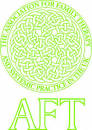 THE ASSOCIATION FOR FAMILY THERAPY
AND SYSTEMIC PRACTICE IN THE UK
AFT